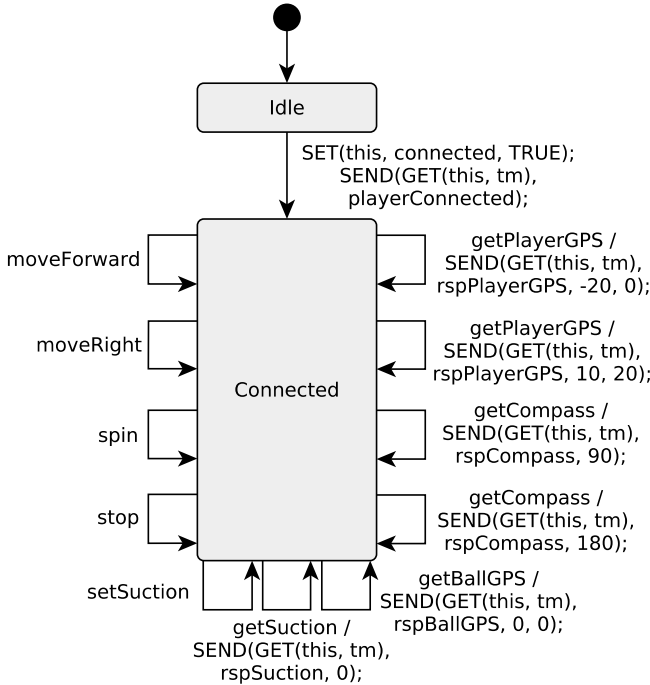 Idle
SET(this, connected, TRUE);
SEND(GET(this, tm),
playerConnected);
Connected
moveForward
moveRight
spin
stop
setSuction
getPlayerGPS /
SEND(GET(this, tm),
rspPlayerGPS, -20, 0);
getPlayerGPS /
SEND(GET(this, tm),
rspPlayerGPS, 10, 20);
getCompass /
SEND(GET(this, tm),
rspCompass, 90);
getCompass /
SEND(GET(this, tm),
rspCompass, 180);
getBallGPS /
SEND(GET(this, tm),
rspBallGPS, 0, 0);
getSuction /
SEND(GET(this, tm),
rspSuction, 0);